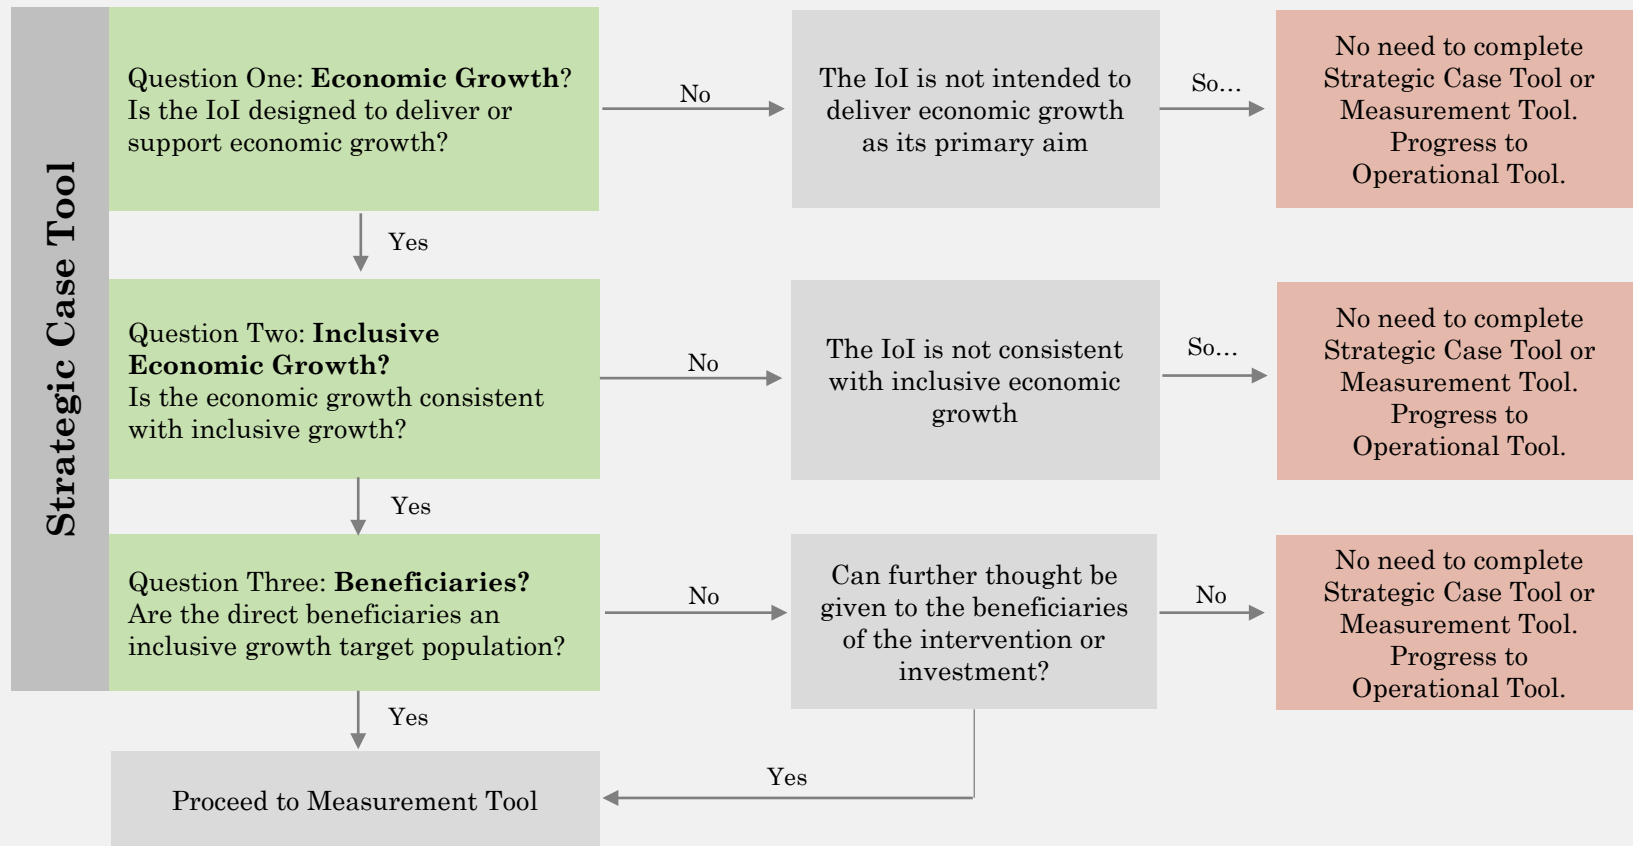 Strategic Case Tool
Question One: Economic Growth?
Is the IoI designed to deliver or
support economic growth?
No
The IoI is not intended to
deliver economic growth
as its primary aim
So...
No need to complete
Strategic Case Tool or
Measurement Tool.
Progress to
Operational Tool.
Yes
Question Two: Inclusive
Economic Growth?
Is the economic growth consistent
with inclusive growth?
No
The IoI is not consistent
with inclusive economic
growth
So...
No need to complete
Strategic Case Tool or
Measurement Tool.
Progress to
Operational Tool.
Yes
Question Three: Beneficiaries?
Are the direct beneficiaries an
inclusive growth target population?
No
Can further thought be
given to the beneficiaries
of the intervention or
investment?
No
No need to complete
Strategic Case Tool or
Measurement Tool.
Progress to
Operational Tool.
Yes
Yes
Proceed to Measurement Tool